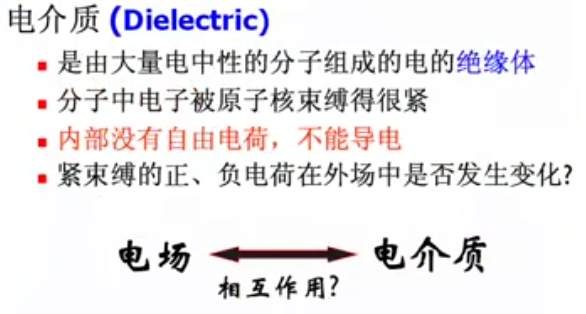 电介质 (Dielectric)
是由大量电中性的分子组成的电的绝缘体
分子中电子被原子核束缚得很紧
内部没有自由电荷，不能导电
紧束缚的正、负电荷在外场中是否发生变化?
电场 电介质
相互作用?